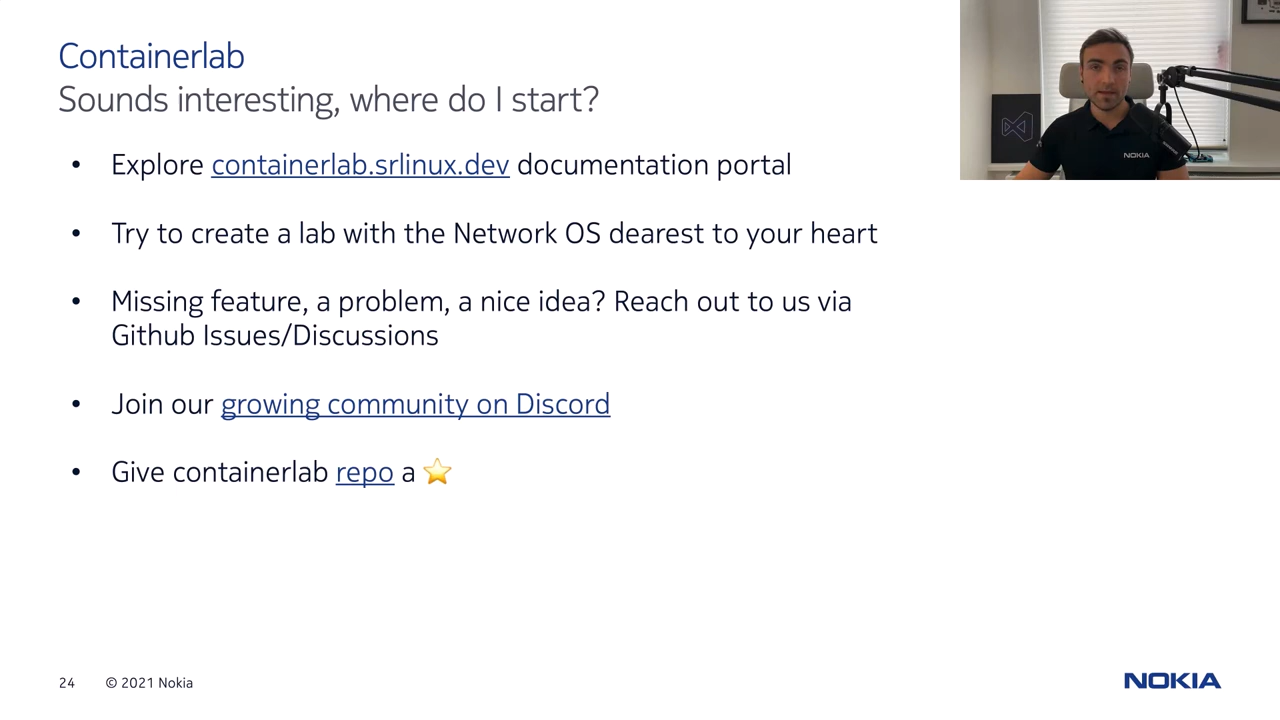 Containerlab
Sounds interesting, where do I start?
• Explore containerlab.srlinux.dev documentation portal
• Try to create a lab with the Network OS dearest to your heart
• Missing feature, a problem, a nice idea? Reach out to us via
Github Issues/Discussions
• Join our growing community on Discord
• Give containerlab repo a ⭐
NOKIA
24 © 2021 Nokia
NOKIA